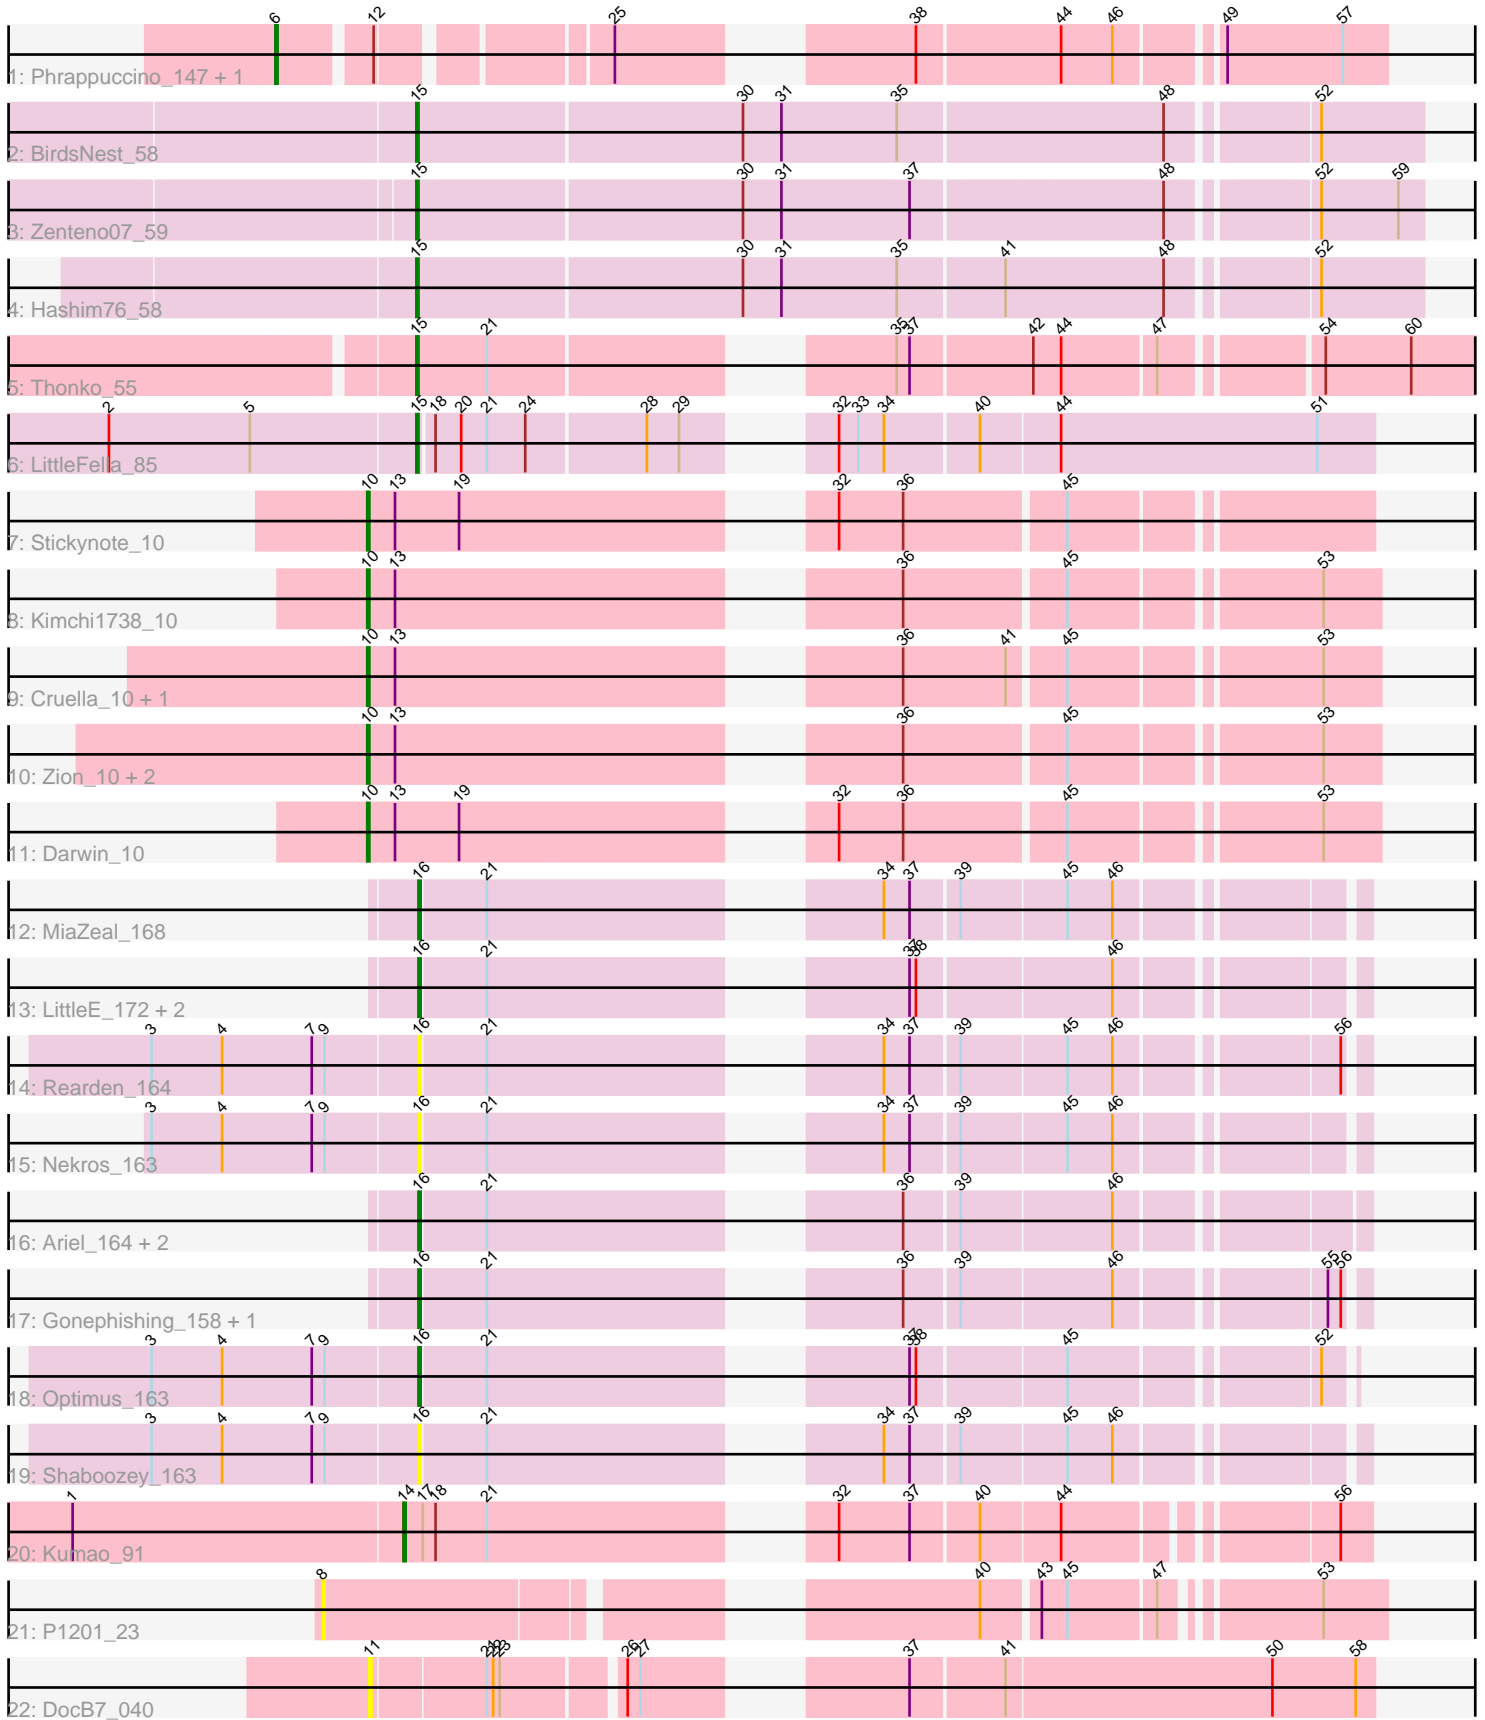 6 12 25 38 44 46 49 57
1: Phrappuccino_147 + 1
15 30 31 35 48 52
2: BirdsNest_58
15 30 31 37 48 52 59
3: Zenteno07_59
15 30 31 35 41 48 52
4: Hashim76_58
15 21 35 37 42 44 47 54 60
5: Thonko_55
2 5 15 18 20 21 24 28 29 32 33 34 40 44 51
6: LittleFella_85
10 13 19 32 36 45
7: Stickynote_10
10 13 36 45 53
8: Kimchi1738_10
10 13 36 41 45 53
9: Cruella_10 + 1
10 13 36 45 53
10: Zion_10 + 2
10 13 19 32 36 45 53
11: Darwin_10
16 21 34 37 39 45 46
12: MiaZeal_168
16 21 37 38 46
13: LittleE_172 + 2
3 4 7 9 16 21 34 37 39 45 46 56
14: Rearden_164
3 4 7 9 16 21 34 37 39 45 46
15: Nekros_163
16 21 36 39 46
16: Ariel_164 + 2
16 21 36 39 46 55 56
17: Gonephishing_158 + 1
3 4 7 9 16 21 37 38 45 52
18: Optimus_163
3 4 7 9 16 21 34 37 39 45 46
19: Shaboozey_163
1 14 17 18 21 32 37 40 44 56
20: Kumao_91
8 40 43 45 47 53
21: P1201_23
11 21 22 23 26 27 37 41 50 58
22: DocB7_040